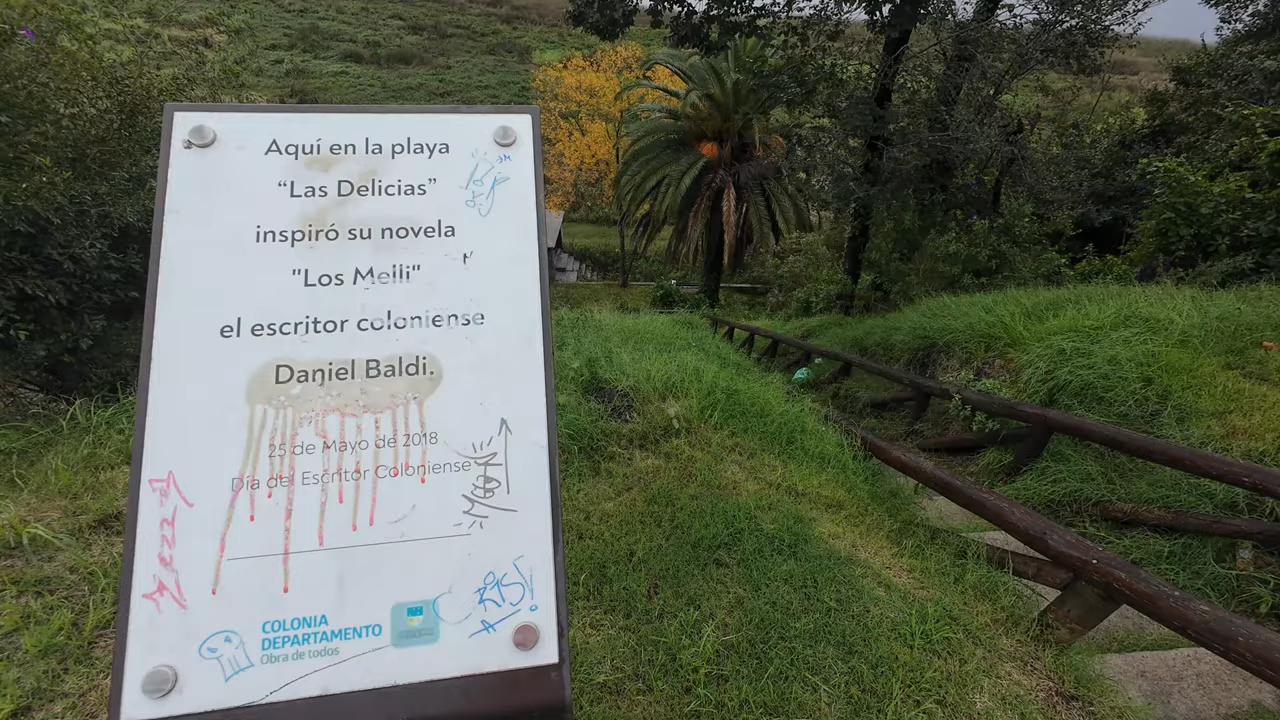 Aquí en la playa
“Las Delicias”
inspiró su novela
"Los Melli"
el escritor coloniense
Daniel Baldi.
25 de Mayo de 2018
Día del Escritor Coloniense
COLONIA
DEPARTAMENTO
Obra de todos